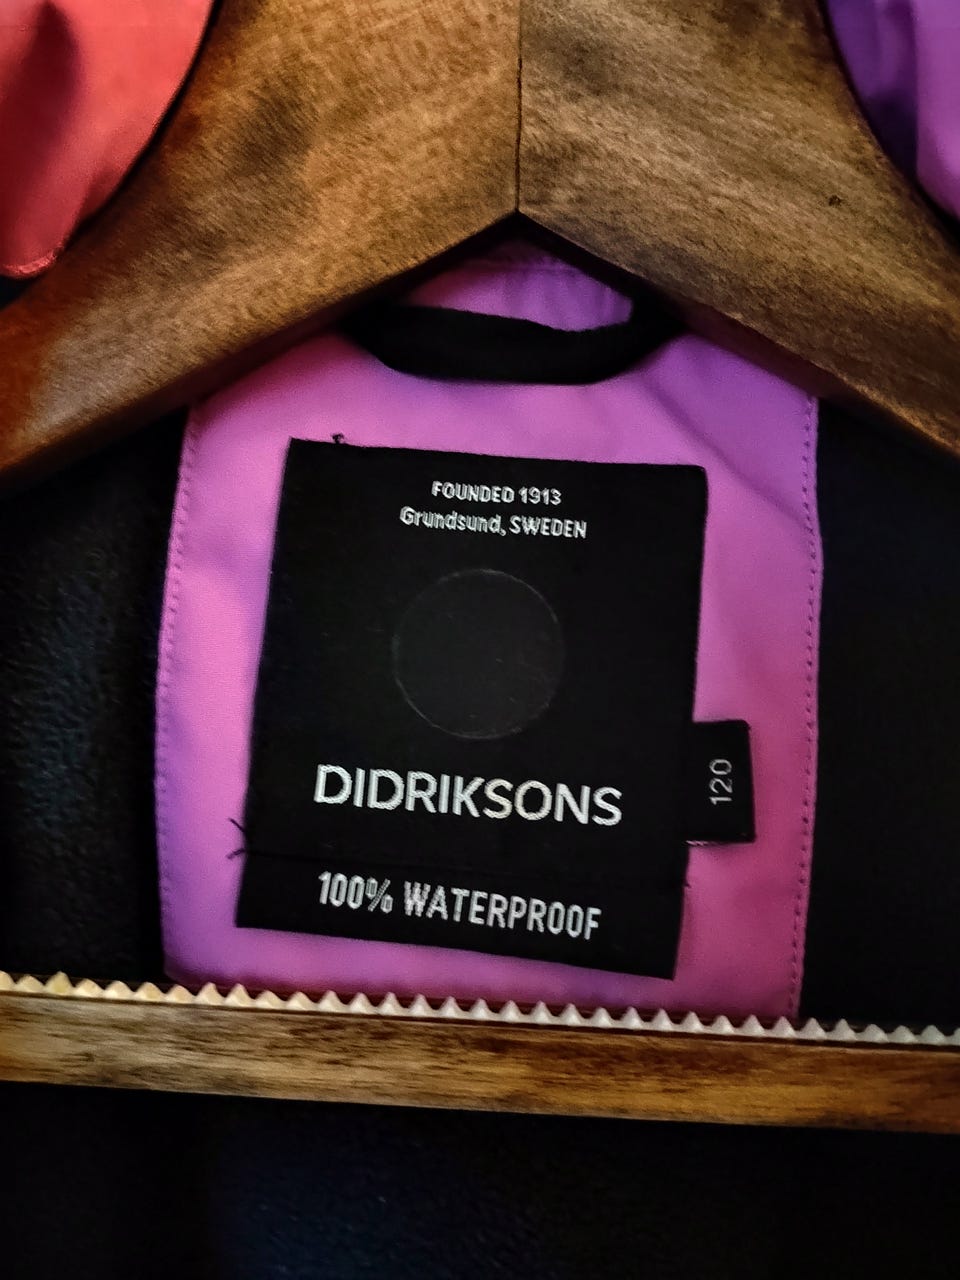 FOUNDED 1913
Grundsund, SWEDEN
DIDRIKSONS
120
100% WATERPROOF